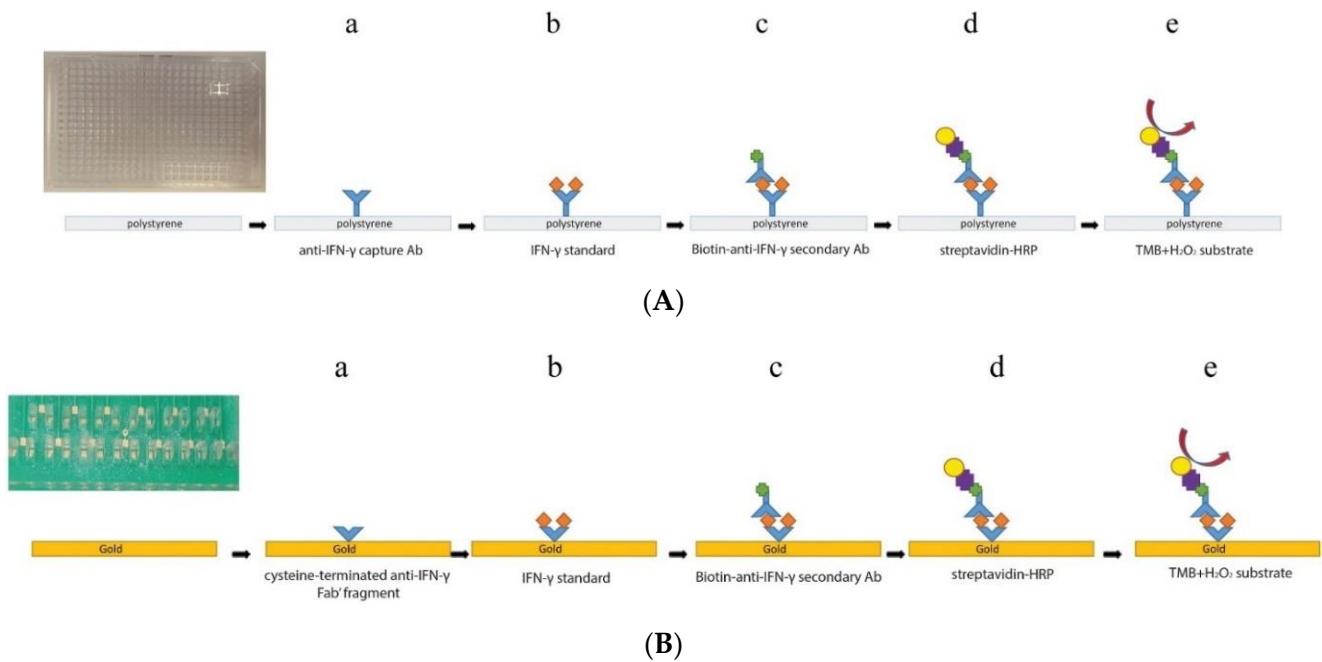 a b c d e
polystyrene polystyrene polystyrene polystyrene polystyrene polystyrene
anti-IFN-γ capture Ab IFN-γ standard Biotin-anti-IFN-γ secondary Ab streptavidin-HRP TMB+H₂O₂ substrate
(A)
a b c d e
Gold Gold Gold Gold Gold Gold
cysteine-terminated anti-IFN-γ IFN-γ standard Biotin-anti-IFN-γ secondary Ab streptavidin-HRP TMB+H₂O₂ substrate
Fab' fragment
(B)